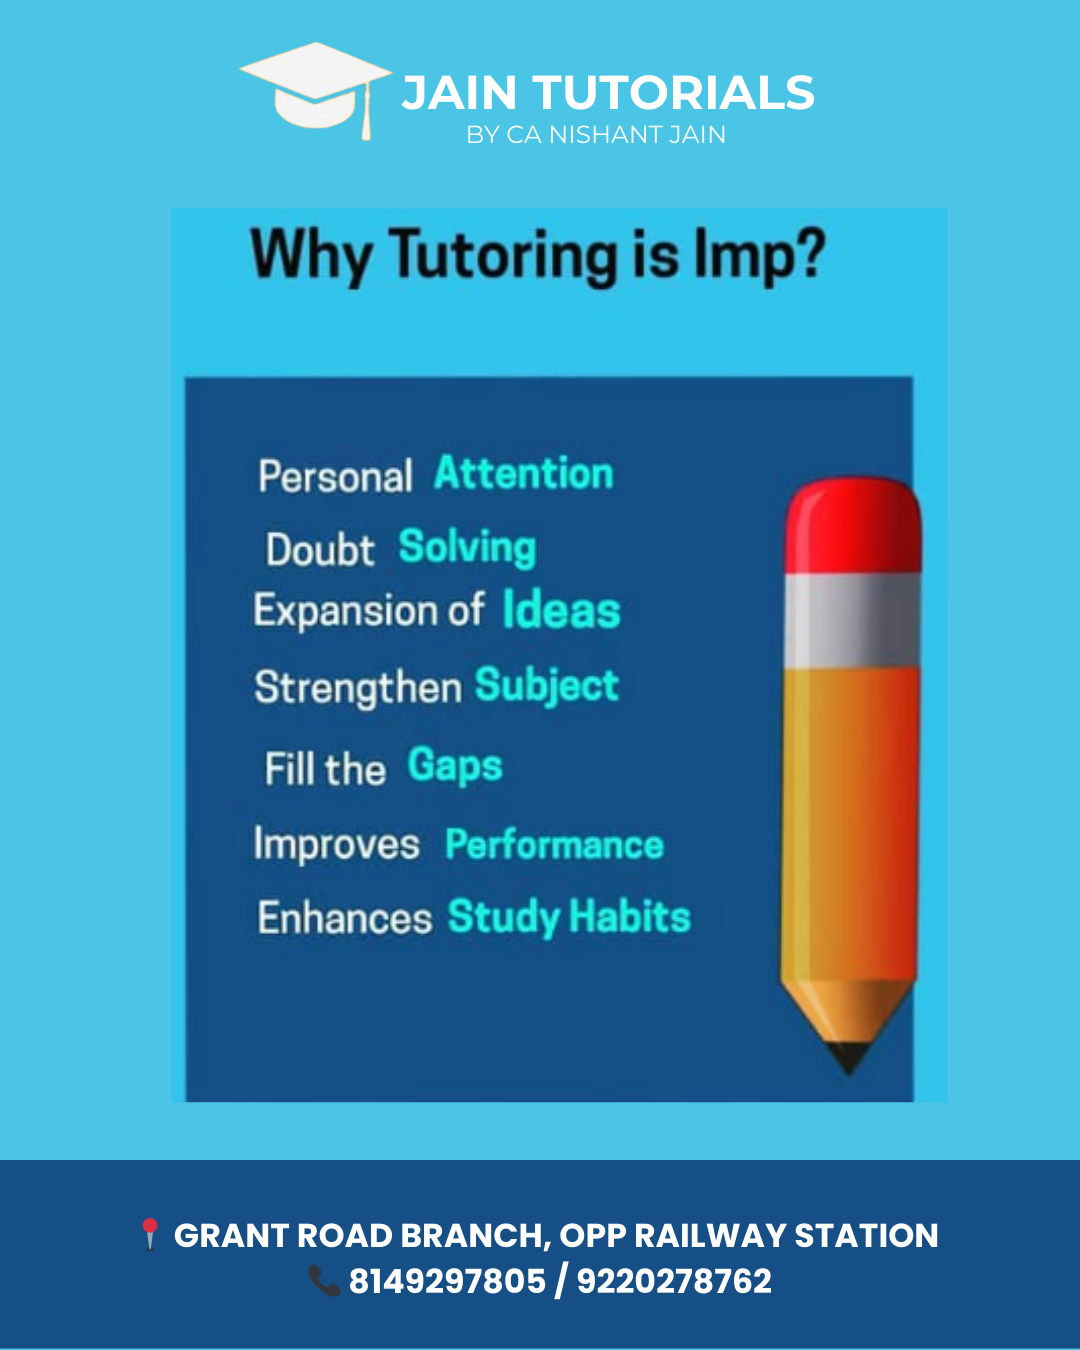 JAIN TUTORIALS
BY CA NISHANT JAIN
Why Tutoring is Imp?
Personal Attention
Doubt Solving
Expansion of Ideas
Strengthen Subject
Fill the Gaps
Improves Performance
Enhances Study Habits
GRANT ROAD BRANCH, OPP RAILWAY STATION
8149297805 / 9220278762